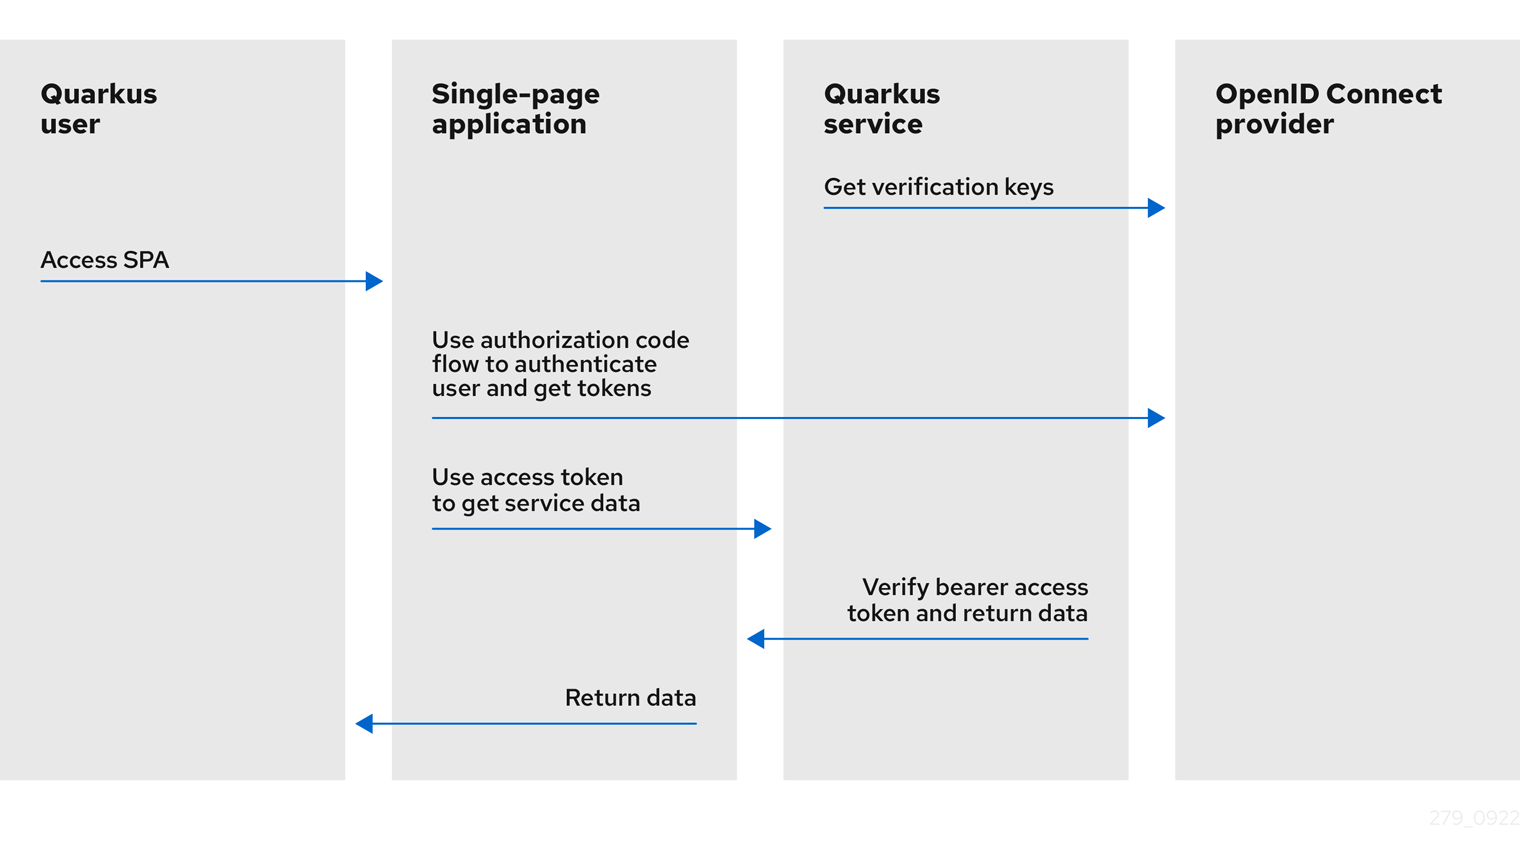 Quarkus
user
Single-page
application
Quarkus
service
OpenID Connect
provider
Get verification keys
Access SPA
Use authorization code
flow to authenticate
user and get tokens
Use access token
to get service data
Verify bearer access
token and return data
Return data
279_0922